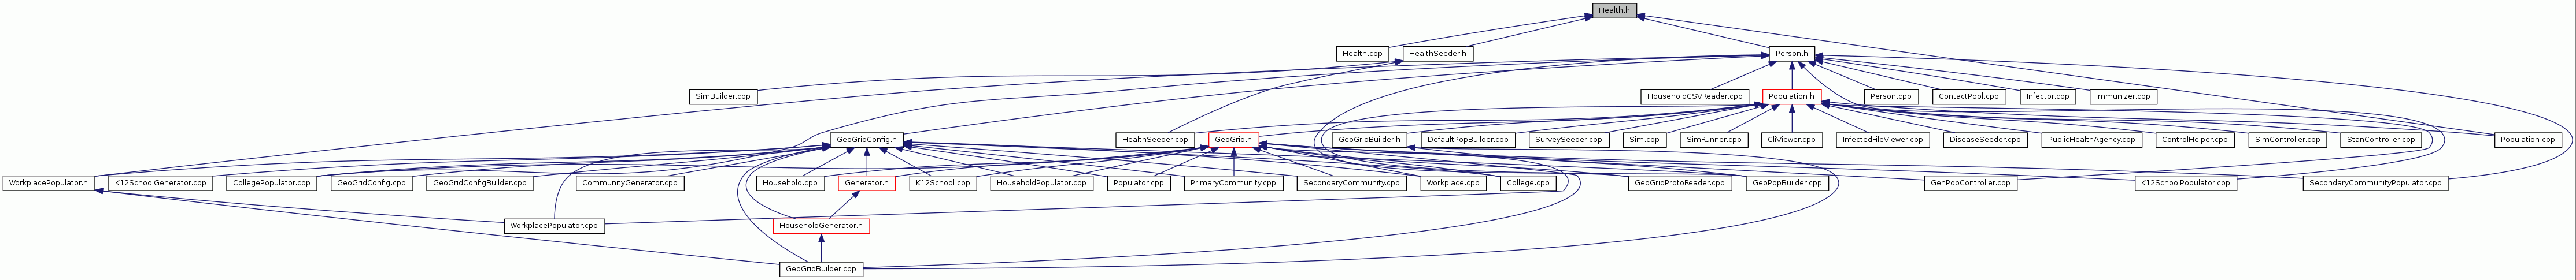 Health.h
Health.cpp
HealthSeeder.h
Person.h
SimBuilder.cpp
HouseholdCSVReader.cpp
Population.h
Person.cpp
ContactPool.cpp
Infector.cpp
Immunizer.cpp
GeoGridConfig.h
HealthSeeder.cpp
GeoGrid.h
GeoGridBuilder.h
DefaultPopBuilder.cpp
SurveySeeder.cpp
Sim.cpp
SimRunner.cpp
CliViewer.cpp
InfectedFileViewer.cpp
DiseaseSeeder.cpp
PublicHealthAgency.cpp
ControlHelper.cpp
SimController.cpp
StanController.cpp
Population.cpp
WorkplacePopulator.h
K12SchoolGenerator.cpp
CollegePopulator.cpp
GeoGridConfig.cpp
GeoGridConfigBuilder.cpp
CommunityGenerator.cpp
Household.cpp
Generator.h
K12School.cpp
HouseholdPopulator.cpp
Populator.cpp
PrimaryCommunity.cpp
SecondaryCommunity.cpp
Workplace.cpp
College.cpp
GeoGridProtoReader.cpp
GeoPopBuilder.cpp
GenPopController.cpp
K12SchoolPopulator.cpp
SecondaryCommunityPopulator.cpp
WorkplacePopulator.cpp
HouseholdGenerator.h
GeoGridBuilder.cpp